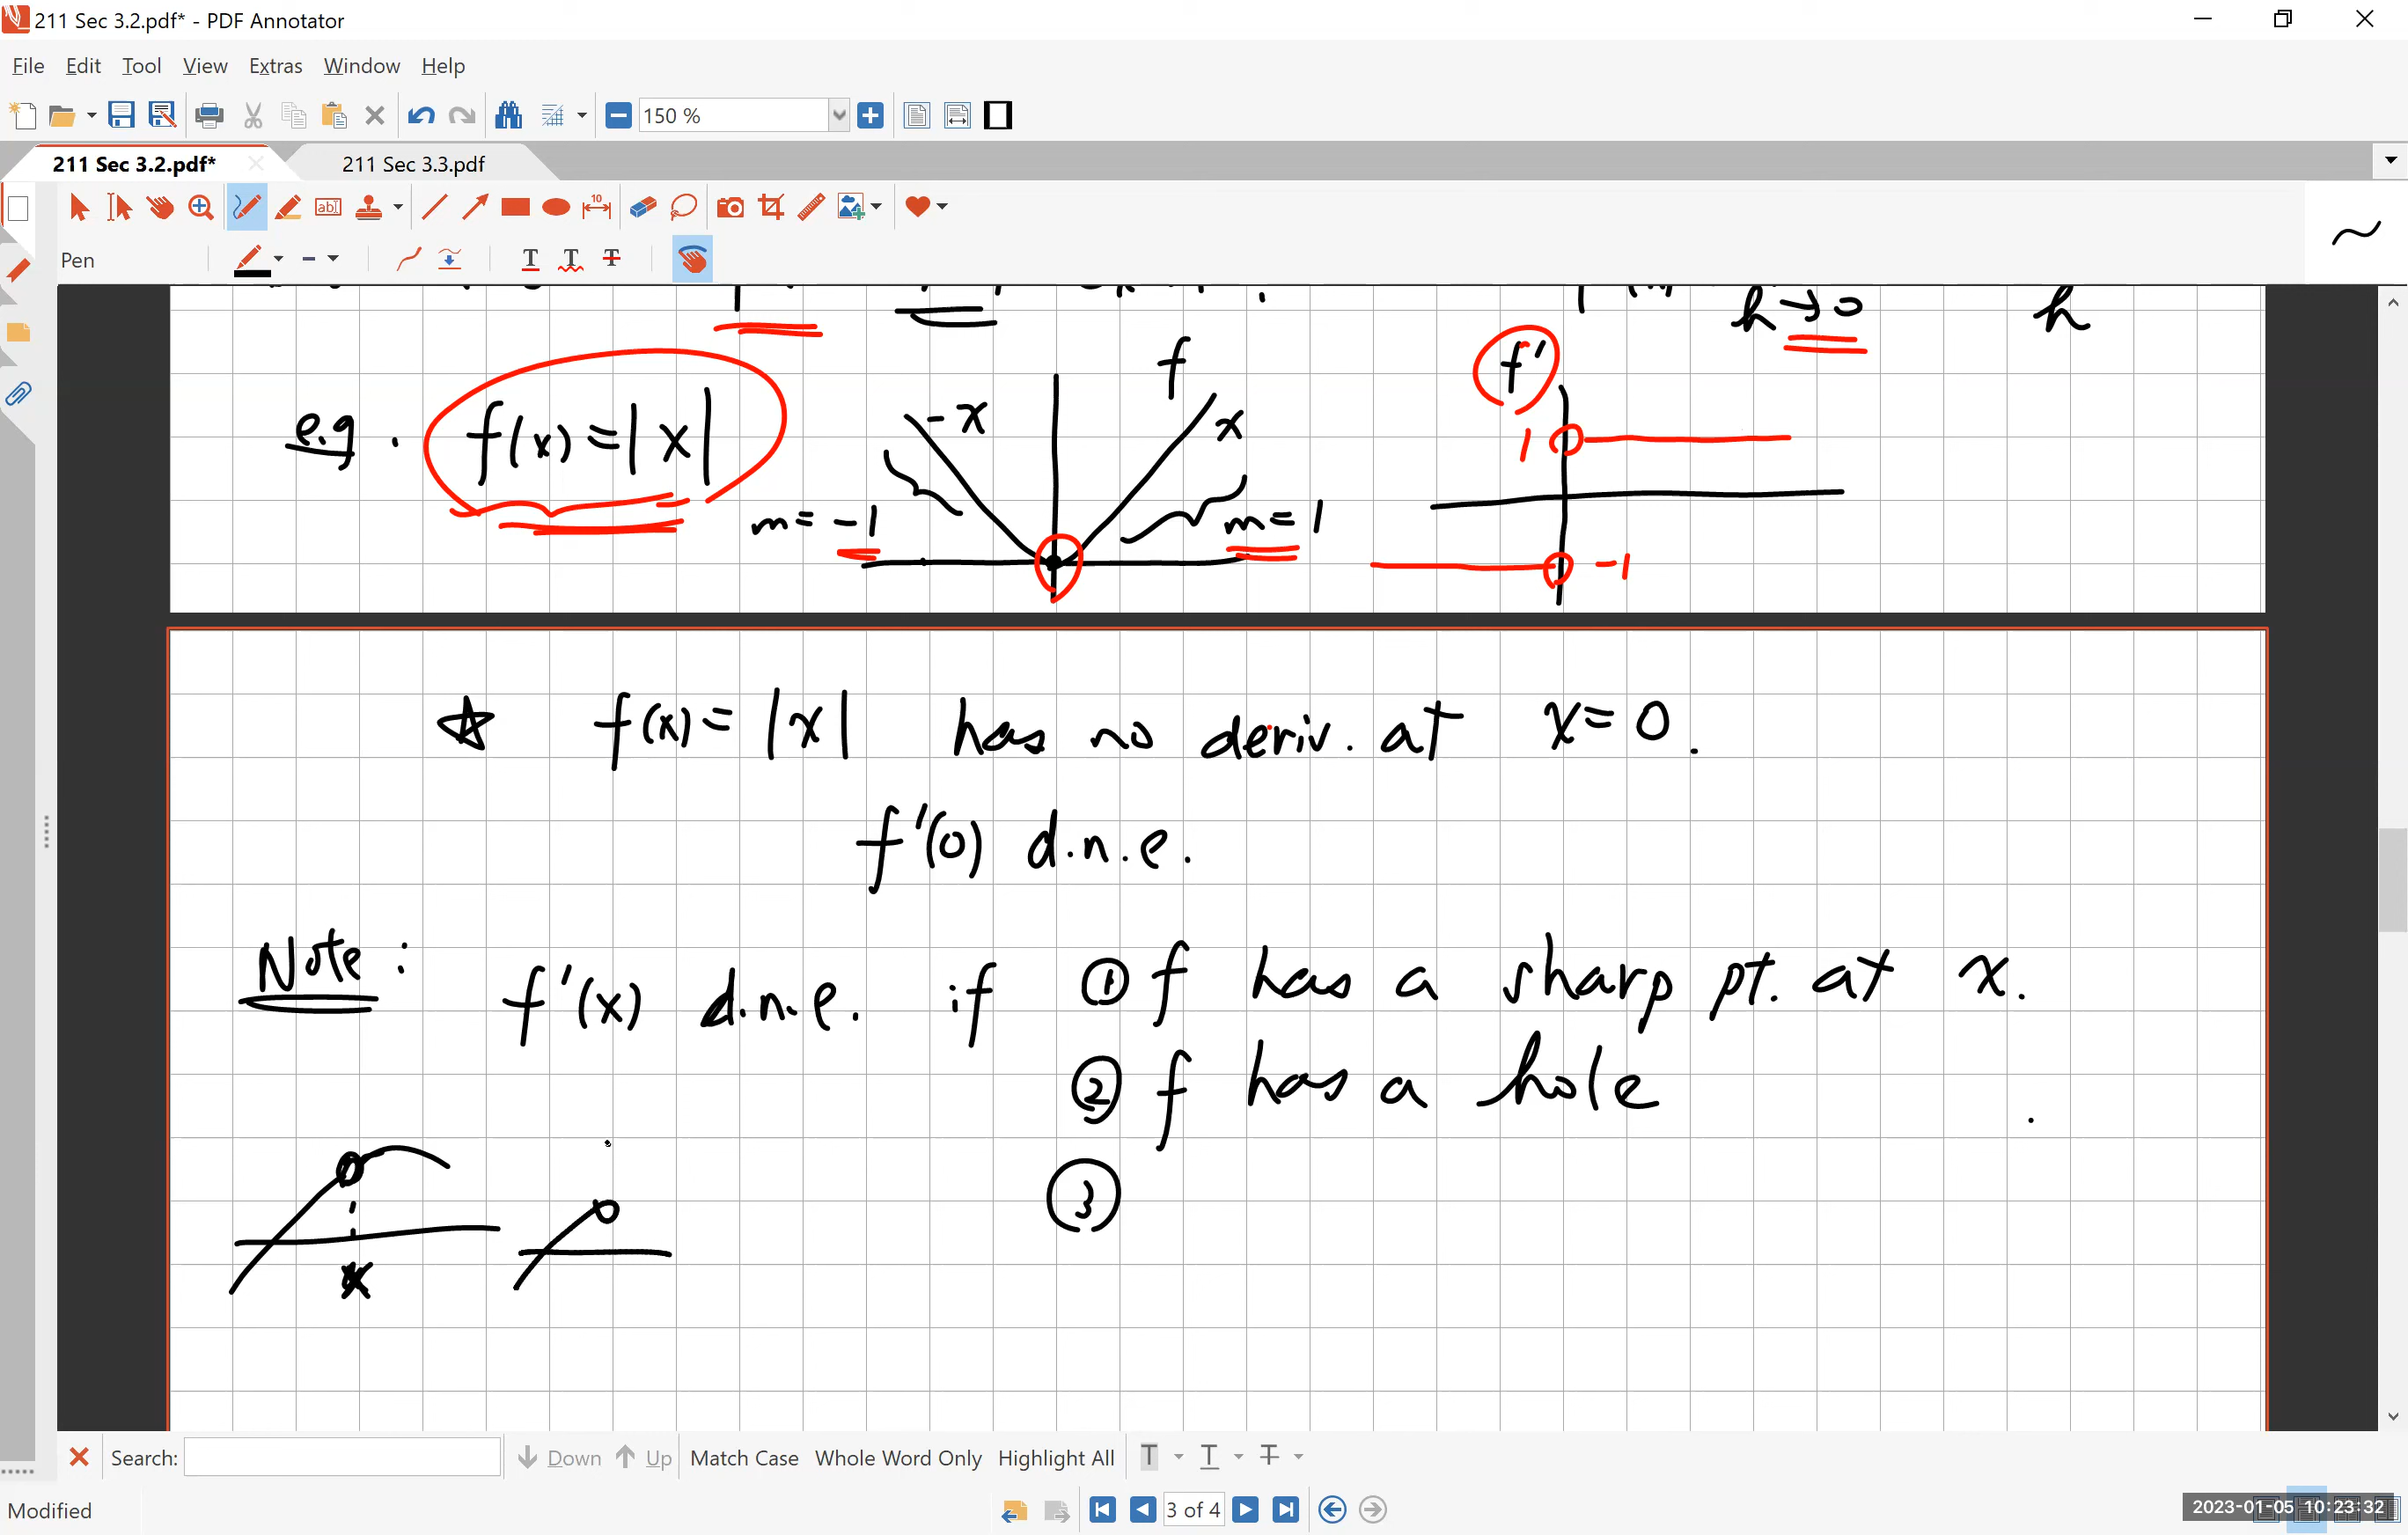 211 Sec 3.2.pdf* - PDF Annotator
File Edit Tool View Extras Window Help
150 %
211 Sec 3.2.pdf* 211 Sec 3.3.pdf
Pen
h→0 h
e.g. f(x)=|x| -x f x f'
m=-1 m=1 1 -1
☆ f(x)=|x| has no deriv. at x=0.
f'(0) d.n.e.
Note: f'(x) d.n.e. if ① f has a sharp pt. at x.
② f has a hole
③
Search: Down Up Match Case Whole Word Only Highlight All
Modified 3 of 4 2023-01-05 10:23:32